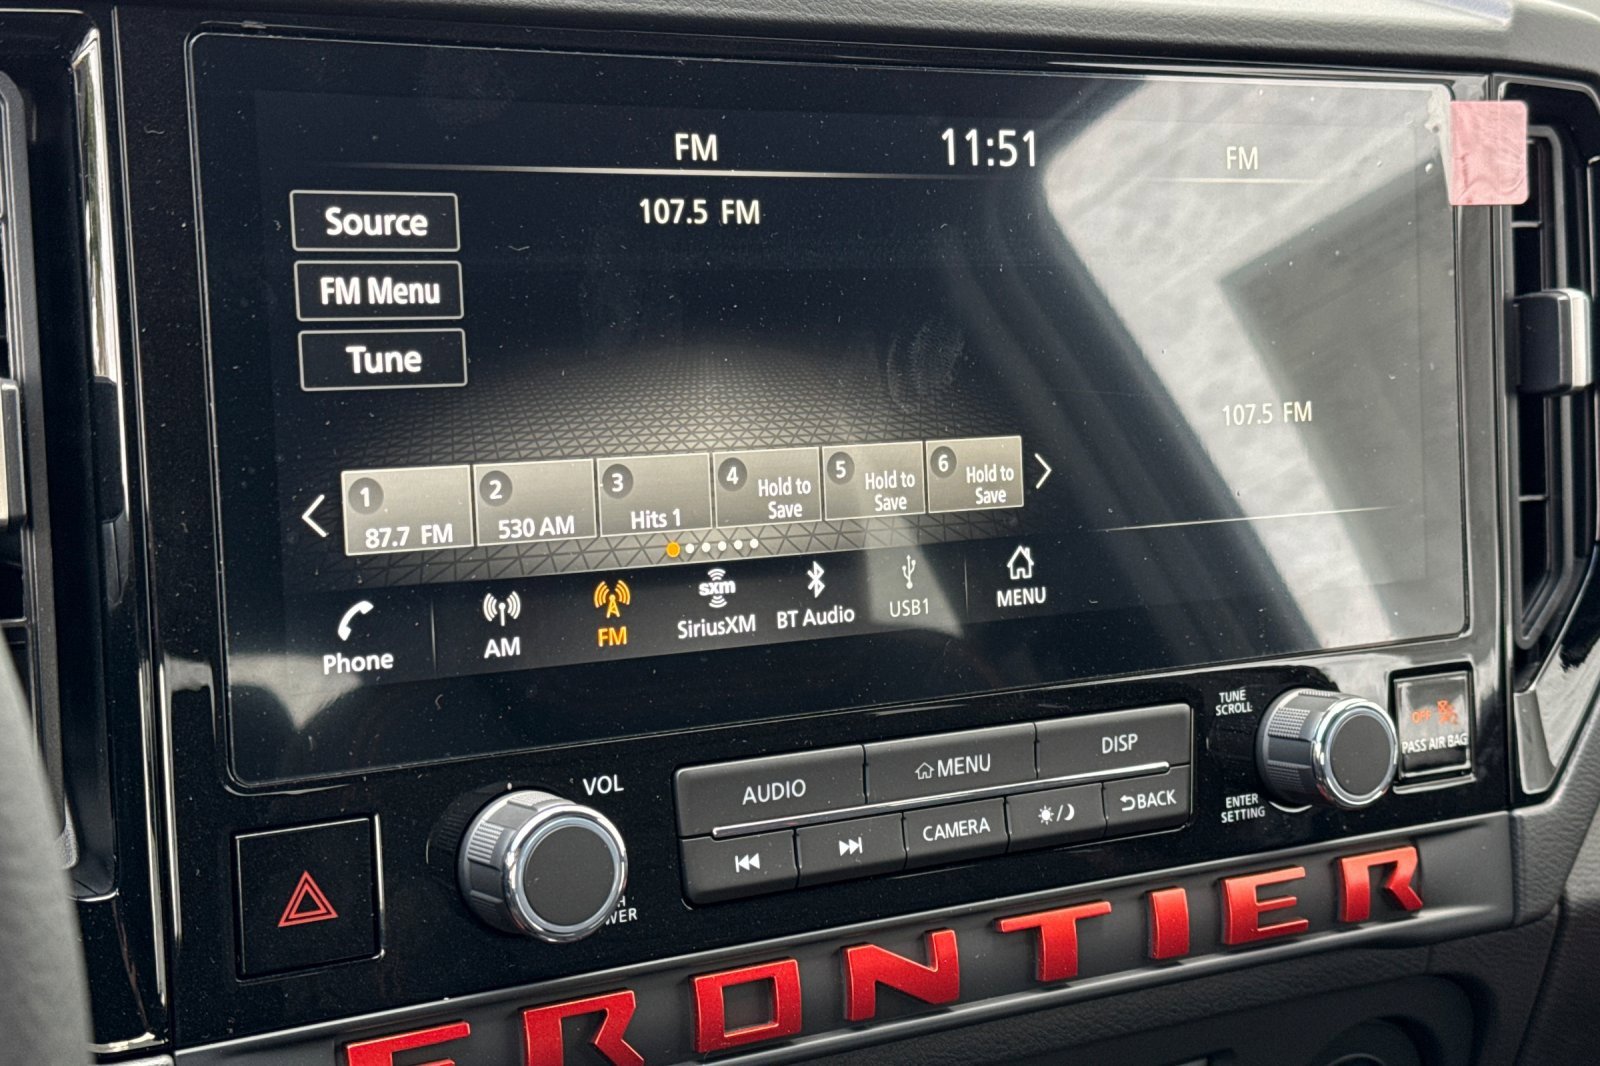 FM
11:51
FM
107.5 FM
Source
FM Menu
Tune
107.5 FM
1
87.7 FM
2
530 AM
3
Hits 1
4
Hold to
Save
5
Hold to
Save
6
Hold to
Save
Phone
AM
FM
sxm
SiriusXM
BT Audio
USB1
MENU
VOL
AUDIO
MENU
DISP
CAMERA
BACK
TUNE
SCROLL
ENTER
SETTING
OFF
PASS AIR BAG
FRONTIER